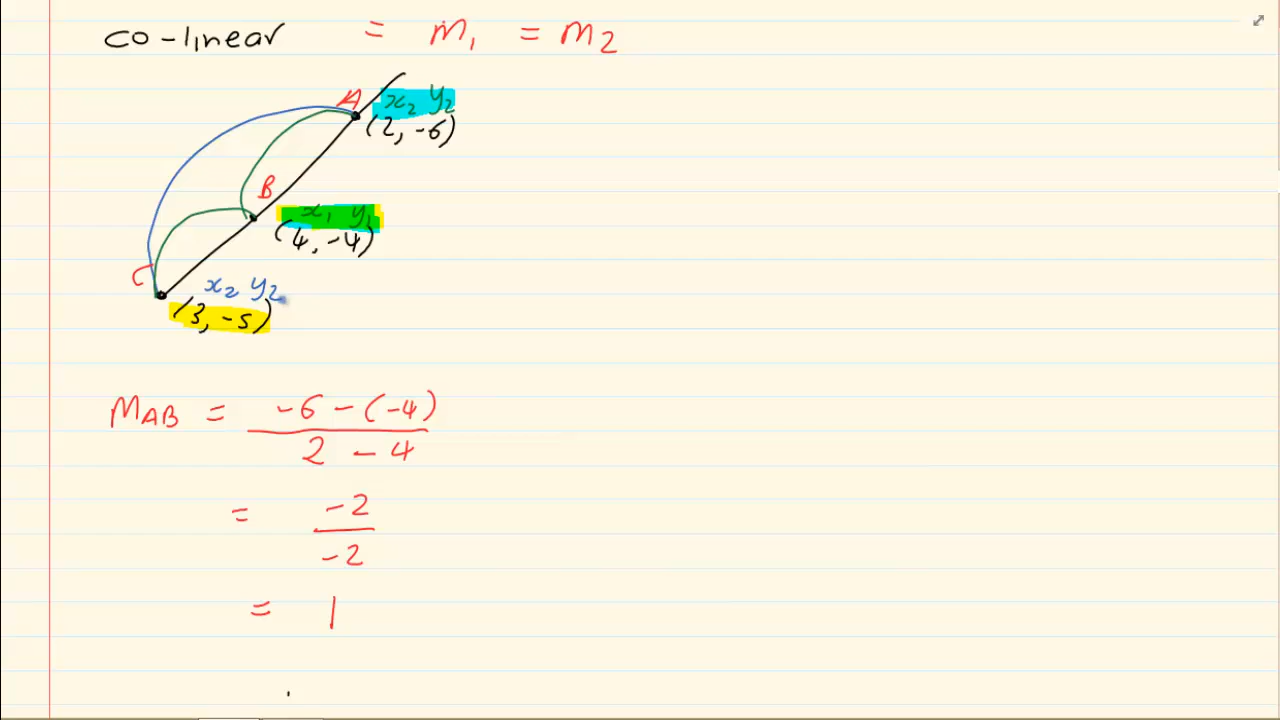 co-linear = m₁ = m₂
A x₂ y₂
(2, -6)
B x₁ y₁
(4, -4)
C x₂ y₂
(3, -5)
MAB = -6 - (-4)
2 - 4
= -2
-2
= 1